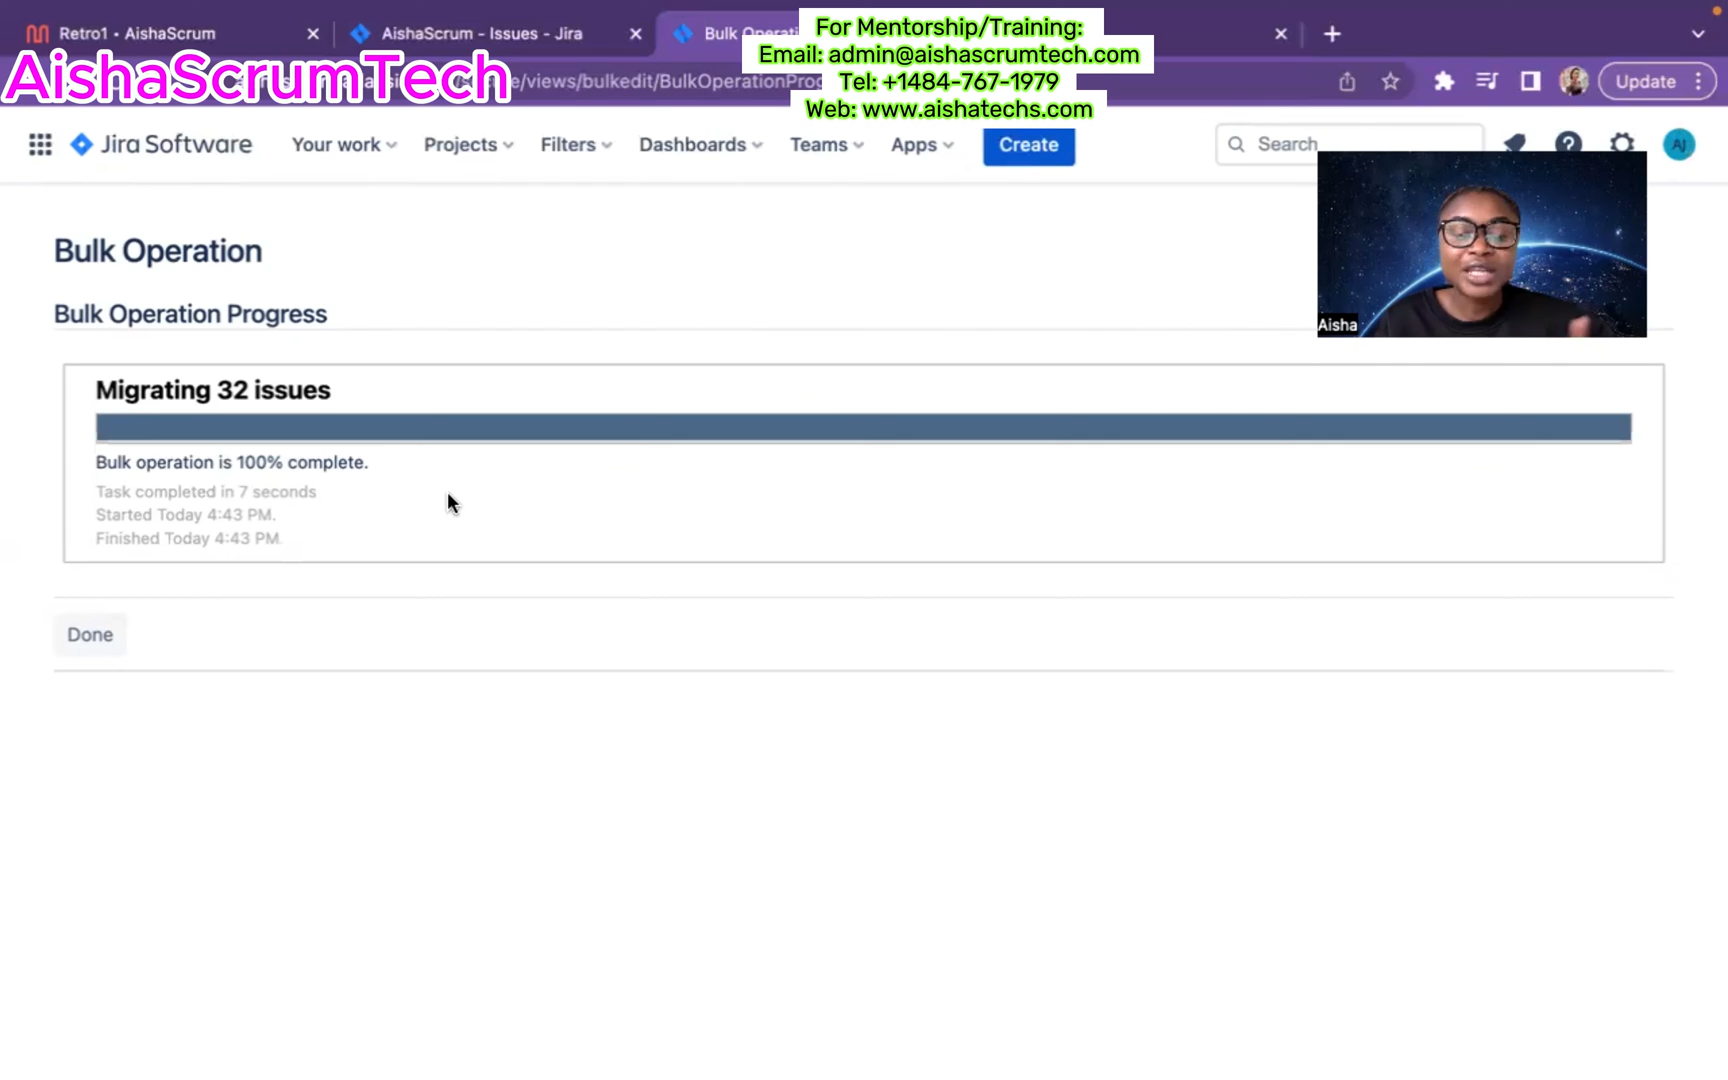 Retro1 • AishaScrum
AishaScrum - Issues - Jira
Bulk
For Mentorship/Training:
Email: admin@aishascrumtech.com
Tel: +1484-767-1979
Web: www.aishatechs.com
AishaScrumTech
/views/bulkedit/BulkOperationProg
Update
Jira Software
Your work
Projects
Filters
Dashboards
Teams
Apps
Create
Search
AJ
Aisha
Bulk Operation
Bulk Operation Progress
Migrating 32 issues
Bulk operation is 100% complete.
Task completed in 7 seconds
Started Today 4:43 PM.
Finished Today 4:43 PM.
Done